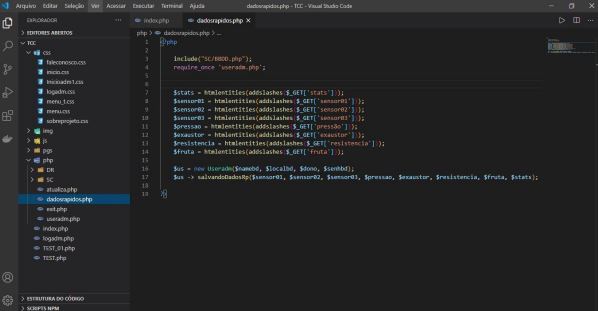 Arquivo Editar Seleção Ver Acessar Executar Terminal Ajuda dadosrapidos.php - TCC - Visual Studio Code
EXPLORADOR ...
index.php dadosrapidos.php ×
EDITORES ABERTOS
TCC
css
faleconosco.css
inicio.css
Inicioadm1.css
logadm.css
menu_t.css
menu.css
sobreprojeto.css
img
js
pgs
php
DR
SC
atualiza.php
dadosrapidos.php
exit.php
useradm.php
index.php
logadm.php
TEST_01.php
TEST.php
ESTRUTURA DO CÓDIGO
SCRIPTS NPM
php > dadosrapidos.php > ...
1 <?php
2
3 include("SC/BBDD.php");
4 require_once 'useradm.php';
5
6
7 $stats = htmlentities(addslashes($_GET['stats']));
8 $sensor01 = htmlentities(addslashes($_GET['sensor01']));
9 $sensor02 = htmlentities(addslashes($_GET['sensor02']));
10 $sensor03 = htmlentities(addslashes($_GET['sensor03']));
11 $pressao = htmlentities(addslashes($_GET['pressão']));
12 $exaustor = htmlentities(addslashes($_GET['exaustor']));
13 $resistencia = htmlentities(addslashes($_GET['resistencia']));
14 $fruta = htmlentities(addslashes($_GET['fruta']));
15
16 $us = new Useradm($namebd, $localbd, $dono, $senhbd);
17 $us -> salvandoDadosRp($sensor01, $sensor02, $sensor03, $pressao, $exaustor, $resistencia, $fruta, $stats);
18
19 ?>